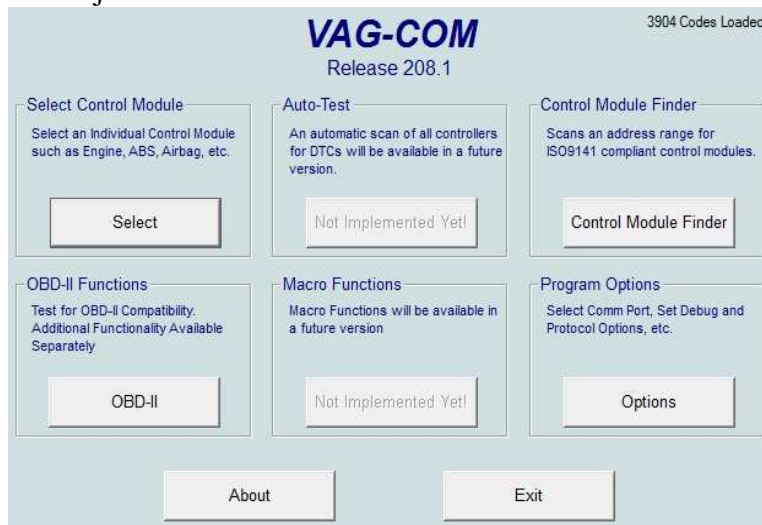 VAG-COM
3904 Codes Loaded
Release 208.1
Select Control Module
Select an Individual Control Module
such as Engine, ABS, Airbag, etc.
Select
Auto-Test
An automatic scan of all controllers
for DTCs will be available in a future
version.
Not Implemented Yet!
Control Module Finder
Scans an address range for
ISO9141 compliant control modules.
Control Module Finder
OBD-II Functions
Test for OBD-II Compatibility.
Additional Functionality Available
Separately
OBD-II
Macro Functions
Macro Functions will be available in
a future version
Not Implemented Yet!
Program Options
Select Comm Port, Set Debug and
Protocol Options, etc.
Options
About
Exit